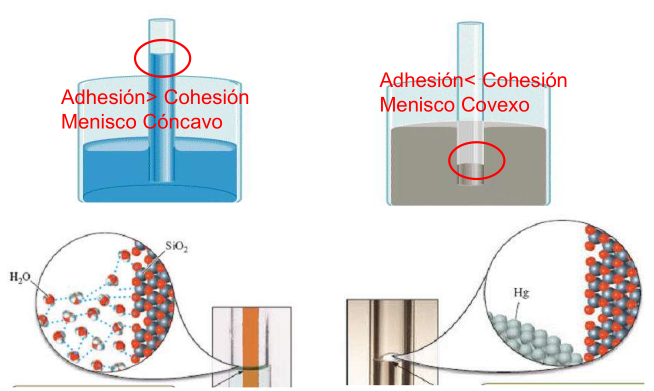 Adhesión> Cohesión
Menisco Cóncavo
Adhesión< Cohesión
Menisco Covexo
SiO₂
H₂O
Hg